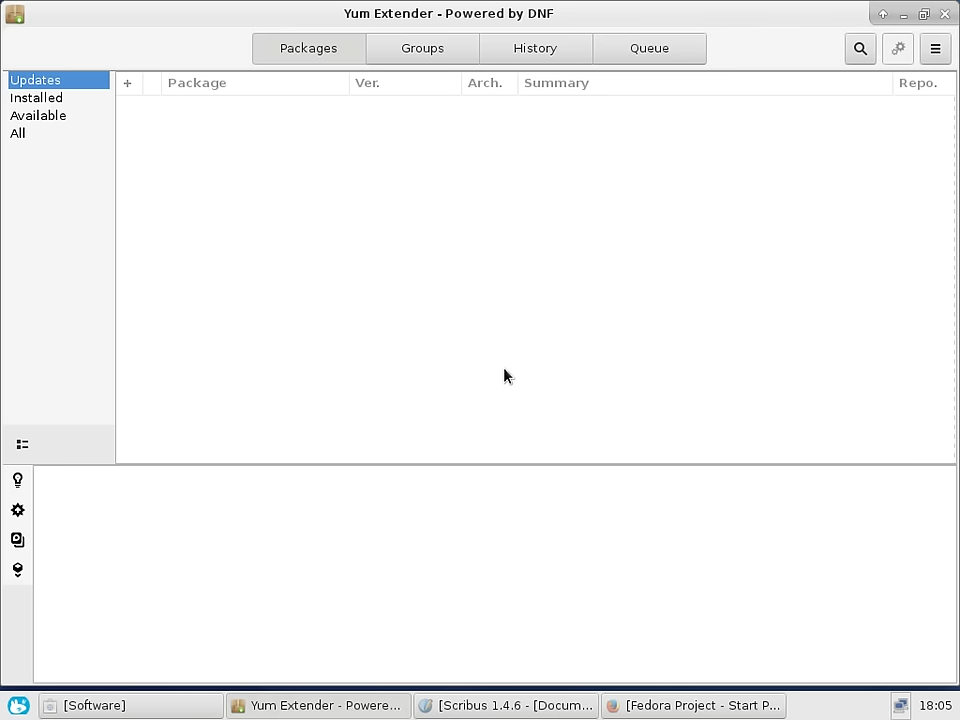 Yum Extender - Powered by DNF
Packages Groups History Queue
Updates
Installed
Available
All
+ Package Ver. Arch. Summary Repo.
[Software] Yum Extender - Powere... [Scribus 1.4.6 - [Docum... [Fedora Project - Start P... 18:05